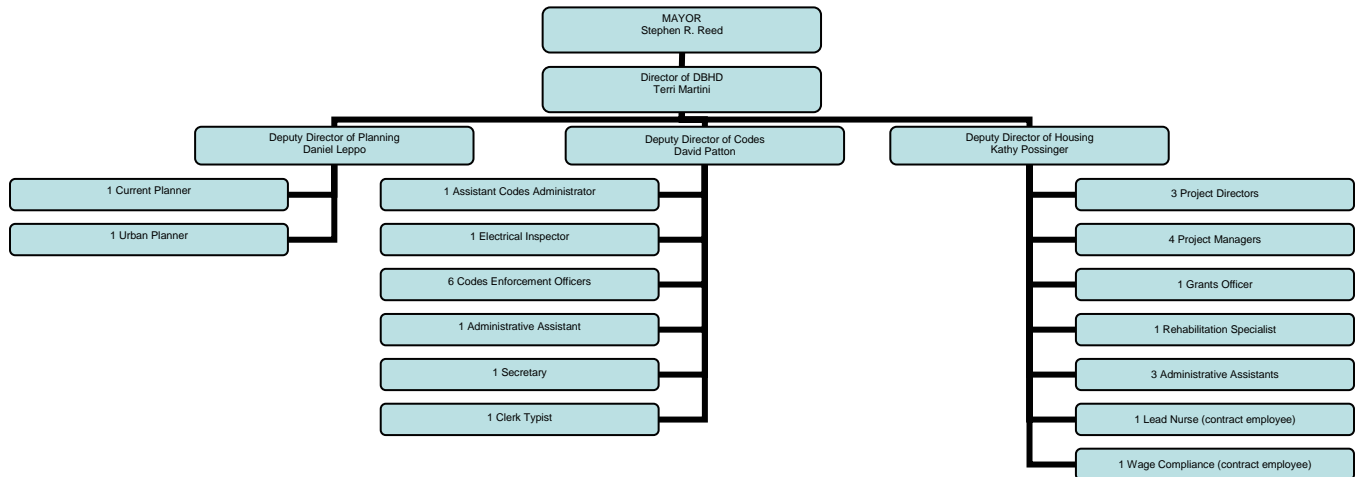 MAYOR
Stephen R. Reed
Director of DBHD
Terri Martini
Deputy Director of Planning
Daniel Leppo
1 Current Planner
1 Urban Planner
Deputy Director of Codes
David Patton
1 Assistant Codes Administrator
1 Electrical Inspector
6 Codes Enforcement Officers
1 Administrative Assistant
1 Secretary
1 Clerk Typist
Deputy Director of Housing
Kathy Possinger
3 Project Directors
4 Project Managers
1 Grants Officer
1 Rehabilitation Specialist
3 Administrative Assistants
1 Lead Nurse (contract employee)
1 Wage Compliance (contract employee)